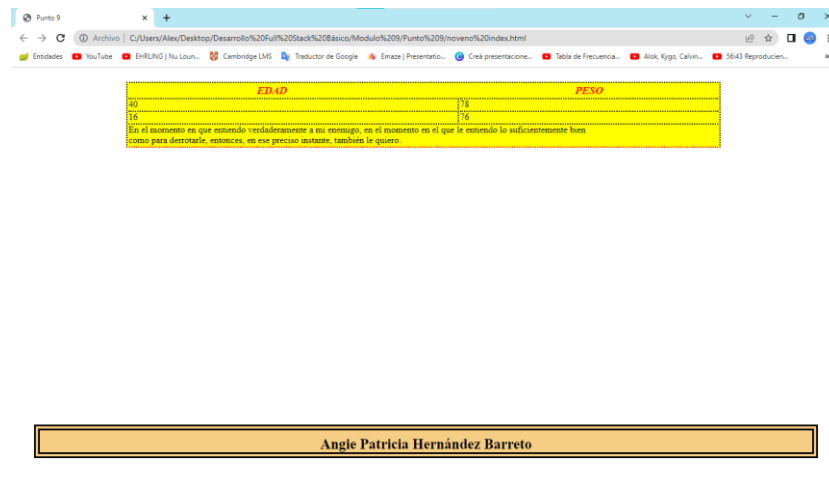 Punto 9
Archivo | C:/Users/Alex/Desktop/Desarrollo%20Full%20Stack%20Básico/Modulo%209/Punto%209/noveno%20index.html
Entidades YouTube EHRLING | Nu Loun... Cambridge LMS Traductor de Google Emaze | Presentatio... Creá presentacione... Tabla de Frecuencia... Alok, Kygo, Calvin... 56:43 Reproducien...
EDAD PESO
40 78
16 76
En el momento en que entiendo verdaderamente a mi enemigo, en el momento en el que le entiendo lo suficientemente bien
como para derrotarle, entonces, en ese preciso instante, también le quiero.
Angie Patricia Hernández Barreto